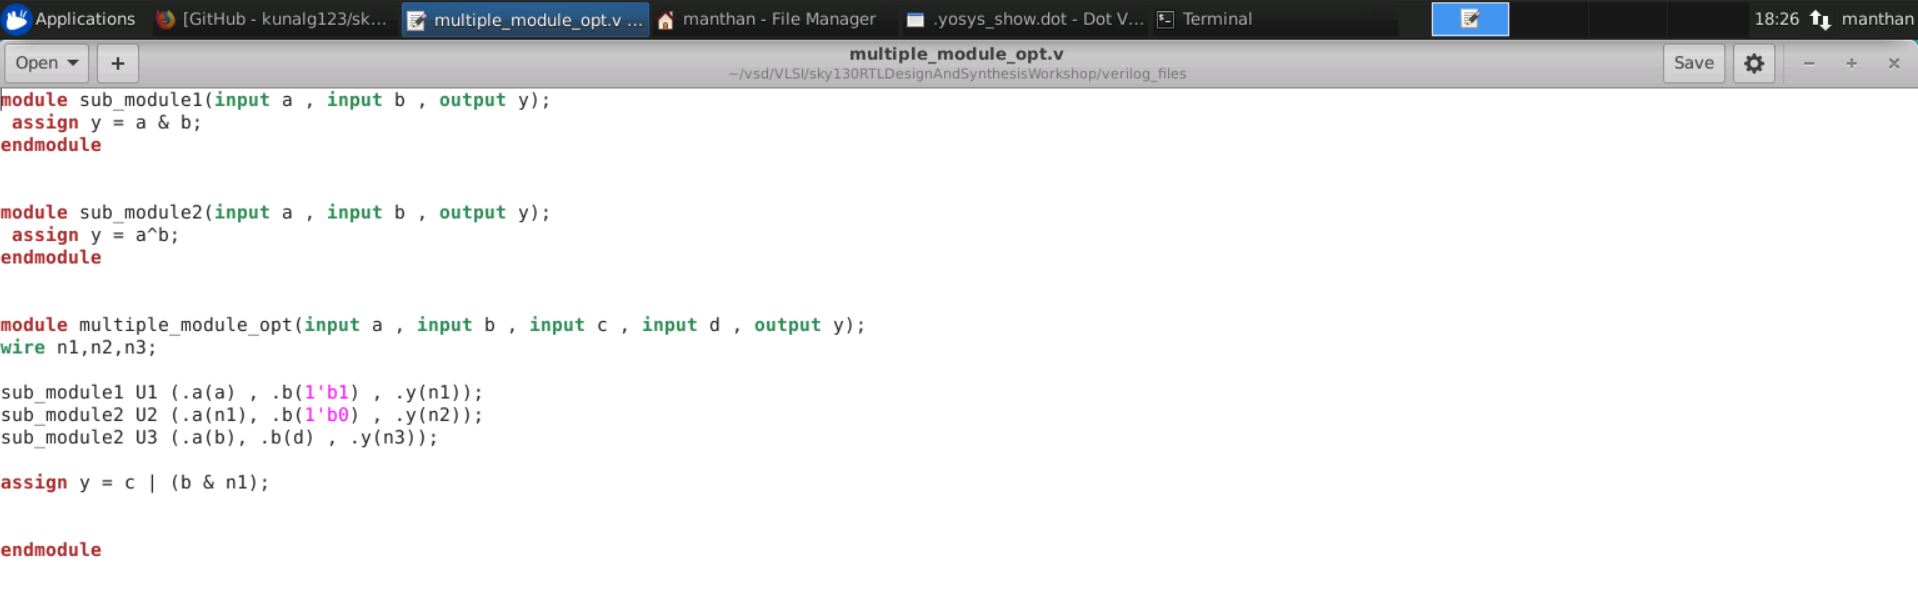 Applications [GitHub - kunalg123/sk... multiple_module_opt.v ... manthan - File Manager .yosys_show.dot - Dot V... Terminal 18:26 manthan
Open + multiple_module_opt.v Save
~/vsd/VLSI/sky130RTLDesignAndSynthesisWorkshop/verilog_files
module sub_module1(input a , input b , output y);
 assign y = a & b;
endmodule
module sub_module2(input a , input b , output y);
 assign y = a^b;
endmodule
module multiple_module_opt(input a , input b , input c , input d , output y);
wire n1,n2,n3;
sub_module1 U1 (.a(a) , .b(1'b1) , .y(n1));
sub_module2 U2 (.a(n1), .b(1'b0) , .y(n2));
sub_module2 U3 (.a(b), .b(d) , .y(n3));
assign y = c | (b & n1);
endmodule